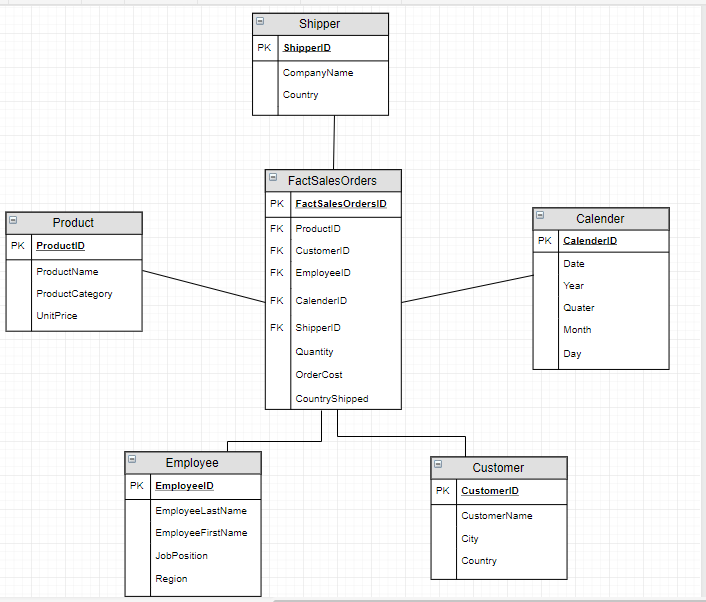 Shipper
PK ShipperID
CompanyName
Country
FactSalesOrders
PK FactSalesOrdersID
FK ProductID
FK CustomerID
FK EmployeeID
FK CalenderID
FK ShipperID
Quantity
OrderCost
CountryShipped
Product
PK ProductID
ProductName
ProductCategory
UnitPrice
Calender
PK CalenderID
Date
Year
Quater
Month
Day
Employee
PK EmployeeID
EmployeeLastName
EmployeeFirstName
JobPosition
Region
Customer
PK CustomerID
CustomerName
City
Country